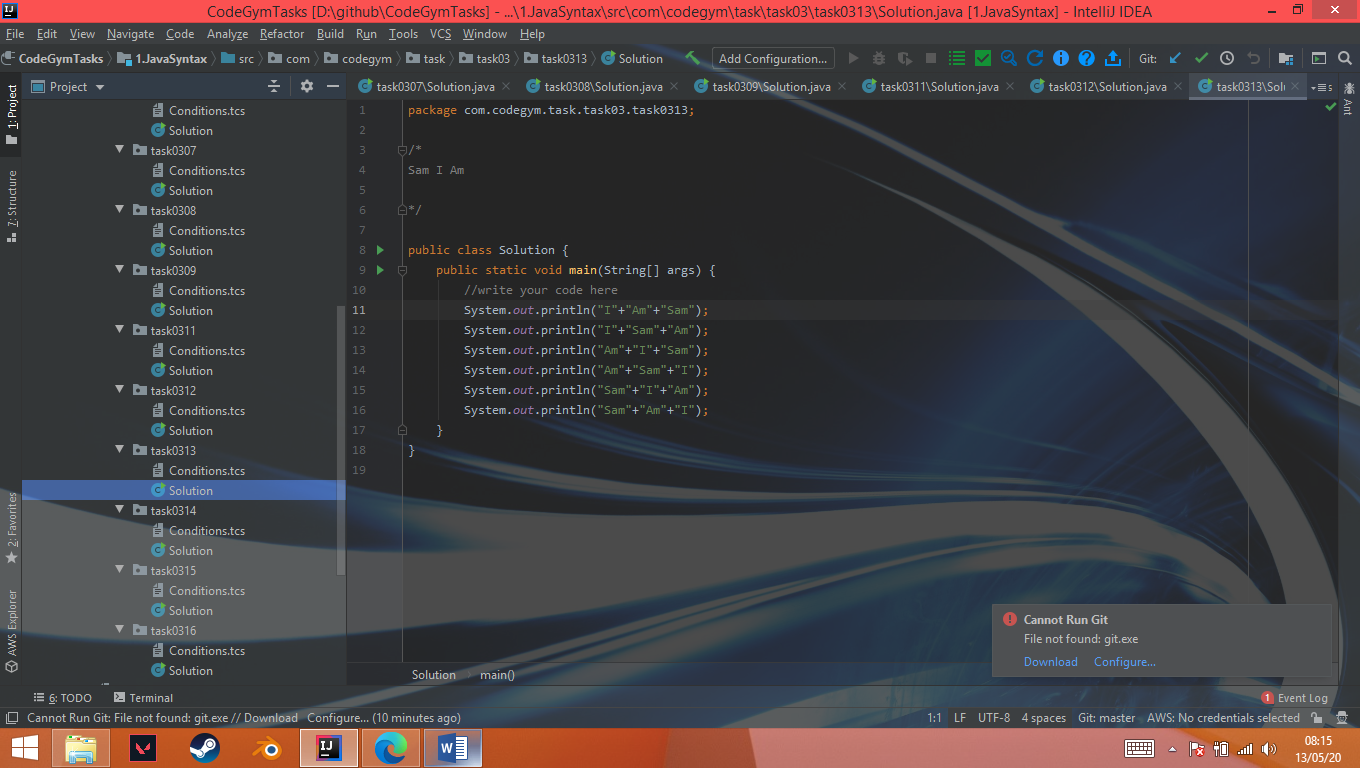 CodeGymTasks [D:\github\CodeGymTasks] - ...\1.JavaSyntax\src\com\codegym\task\task03\task0313\Solution.java [1.JavaSyntax] - IntelliJ IDEA
File Edit View Navigate Code Analyze Refactor Build Run Tools VCS Window Help
CodeGymTasks 1.JavaSyntax src com codegym task task03 task0313 Solution Add Configuration... Git:
Project
task0307\Solution.java task0308\Solution.java task0309\Solution.java task0311\Solution.java task0312\Solution.java task0313\Sol
1: Project
7: Structure
2: Favorites
AWS Explorer
Ant
Conditions.tcs
Solution
task0307
Conditions.tcs
Solution
task0308
Conditions.tcs
Solution
task0309
Conditions.tcs
Solution
task0311
Conditions.tcs
Solution
task0312
Conditions.tcs
Solution
task0313
Conditions.tcs
Solution
task0314
Conditions.tcs
Solution
task0315
Conditions.tcs
Solution
task0316
Conditions.tcs
Solution
1 package com.codegym.task.task03.task0313;
2
3 /*
4 Sam I Am
5
6 */
7
8 public class Solution {
9 public static void main(String[] args) {
10 //write your code here
11 System.out.println("I"+"Am"+"Sam");
12 System.out.println("I"+"Sam"+"Am");
13 System.out.println("Am"+"I"+"Sam");
14 System.out.println("Am"+"Sam"+"I");
15 System.out.println("Sam"+"I"+"Am");
16 System.out.println("Sam"+"Am"+"I");
17 }
18 }
19
Cannot Run Git
File not found: git.exe
Download Configure...
Solution main()
6: TODO Terminal 1 Event Log
Cannot Run Git: File not found: git.exe // Download Configure... (10 minutes ago) 1:1 LF UTF-8 4 spaces Git: master AWS: No credentials selected
08:15
13/05/20